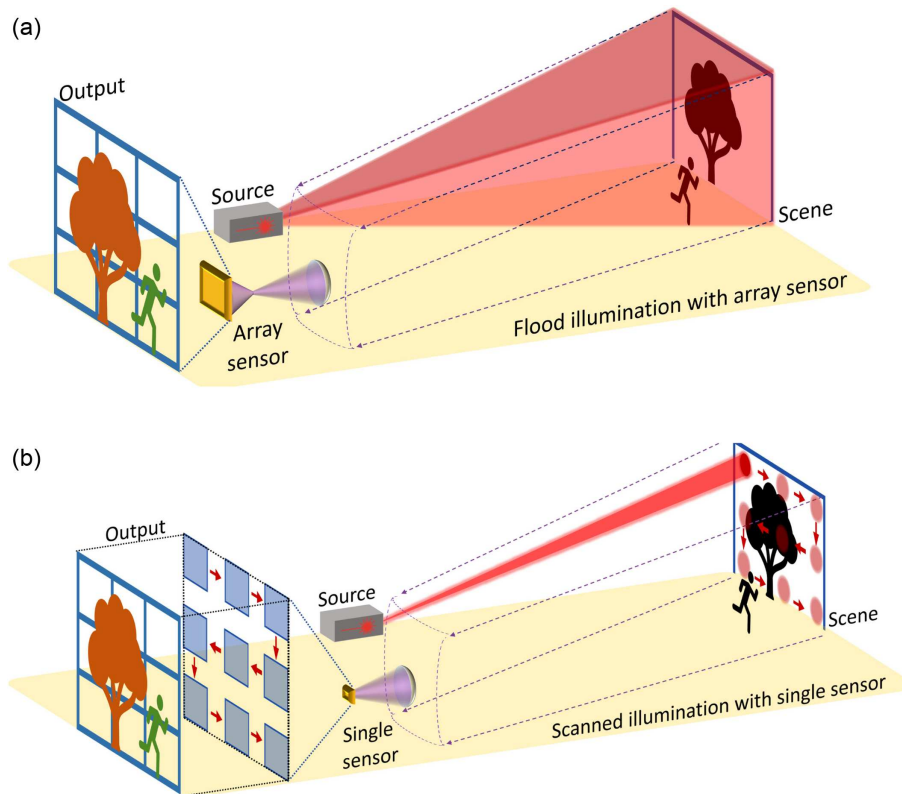 (a)
Output
Source
Scene
Array
sensor
Flood illumination with array sensor
(b)
Output
Source
Scene
Single
sensor
Scanned illumination with single sensor